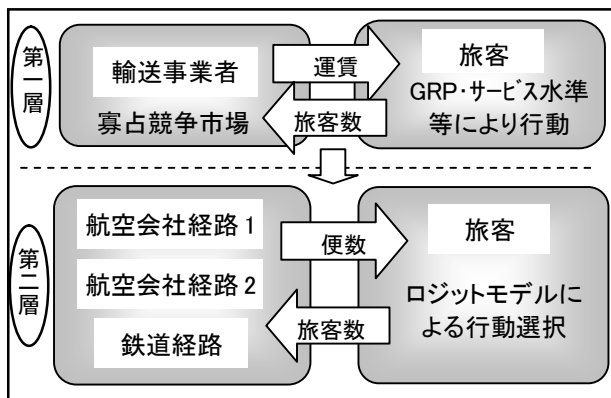 第一層
輸送事業者
寡占競争市場
運賃
旅客数
旅客
GRP・サービス水準
等により行動
第二層
航空会社経路1
航空会社経路2
鉄道経路
便数
旅客数
旅客
ロジットモデルに
よる行動選択